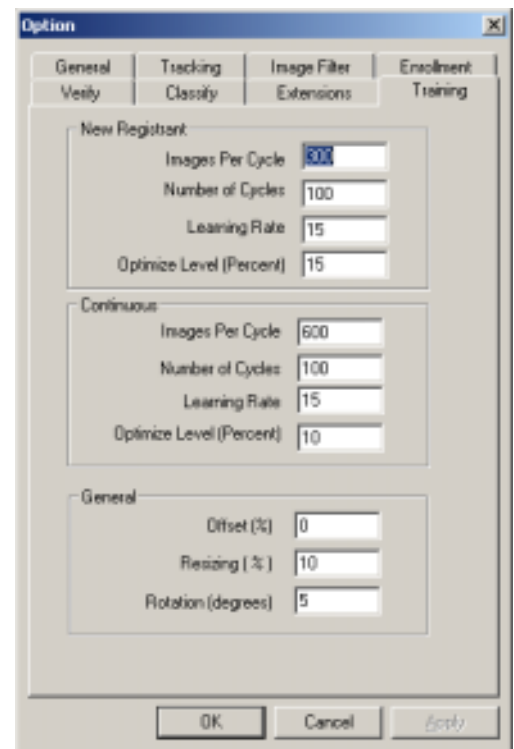 Option
General Tracking Image Filter Enrollment
Verify Classify Extensions Training
New Registrant
Images Per Cycle 300
Number of Cycles 100
Learning Rate 15
Optimize Level (Percent) 15
Continuous
Images Per Cycle 600
Number of Cycles 100
Learning Rate 15
Optimize Level (Percent) 10
General
Offset (%) 0
Resizing ( % ) 10
Rotation (degrees) 5
OK Cancel Apply